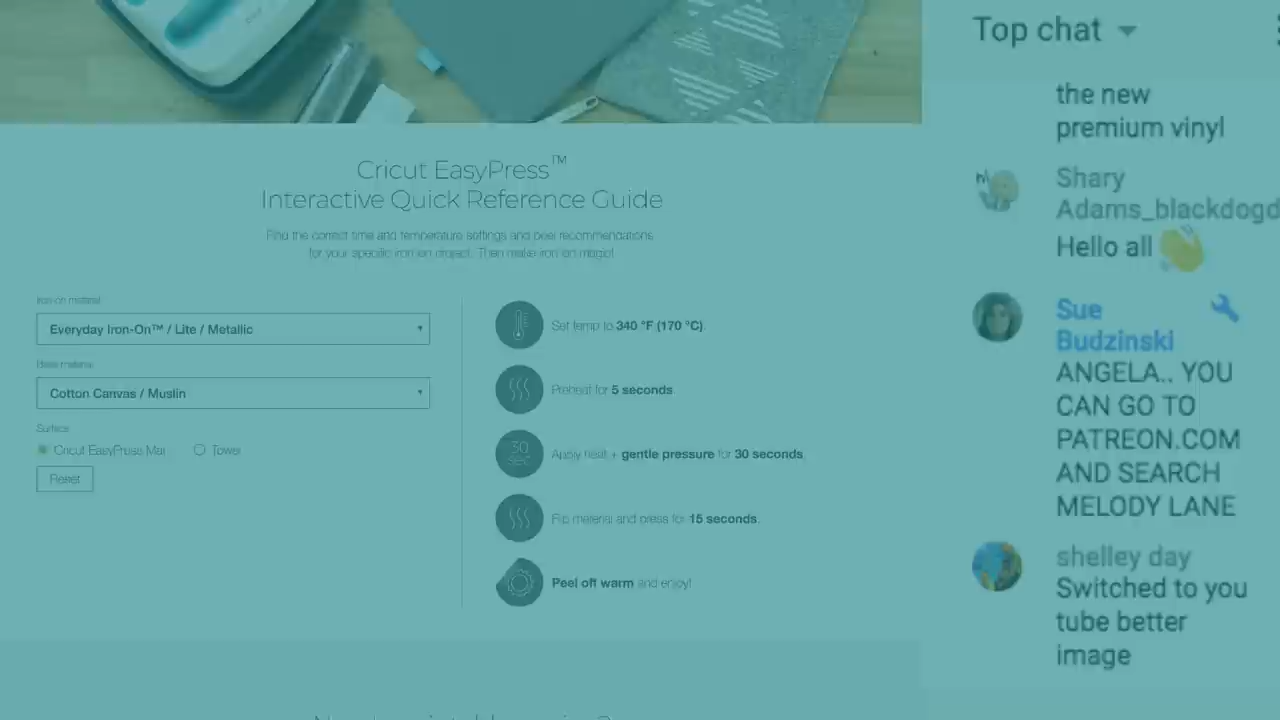 Cricut EasyPress™
Interactive Quick Reference Guide
Find the correct time and temperature settings and peel recommendations
for your specific iron on project. Then make iron on magic!
Iron-on material
Everyday Iron-On™ / Lite / Metallic
Base material
Cotton Canvas / Muslin
Surface
Cricut EasyPress Mat
Towel
Reset
Set temp to 340 °F (170 °C).
Preheat for 5 seconds.
30
sec
Apply heat + gentle pressure for 30 seconds.
Flip material and press for 15 seconds.
Peel off warm and enjoy!
Top chat
the new
premium vinyl
Shary
Adams_blackdogd
Hello all
Sue
Budzinski
ANGELA.. YOU
CAN GO TO
PATREON.COM
AND SEARCH
MELODY LANE
shelley day
Switched to you
tube better
image